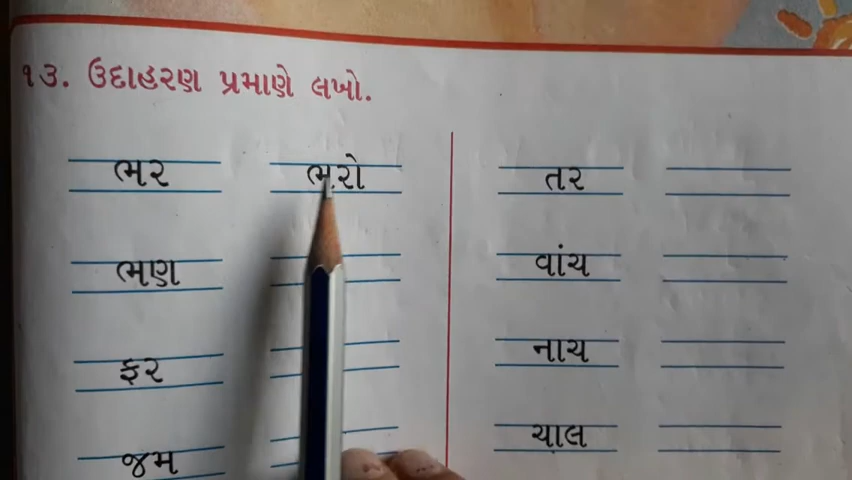 ૧૩. ઉદાહરણ પ્રમાણે લખો.
ભર ભરો
ભણ
ફર
જમ
તર
વાંચ
નાચ
ચાલ